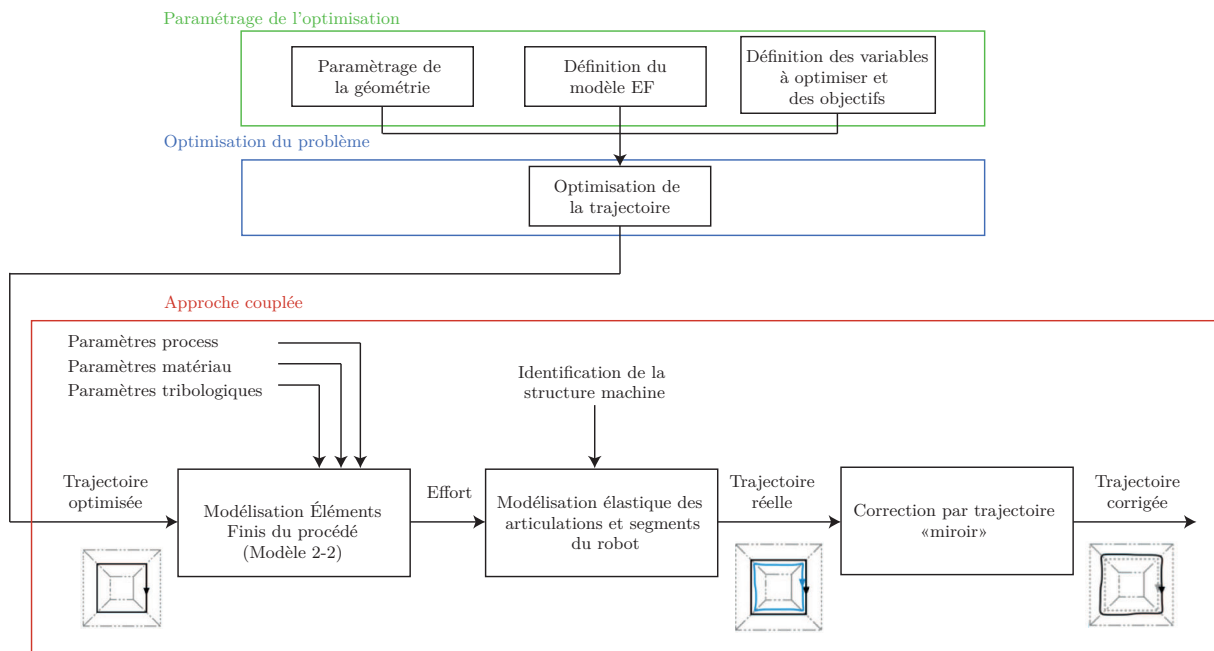 Paramétrage de l'optimisation
Paramètrage de
la géométrie
Définition du
modèle EF
Définition des variables
à optimiser et
des objectifs
Optimisation du problème
Optimisation de
la trajectoire
Approche couplée
Paramètres process
Paramètres matériau
Paramètres tribologiques
Identification de la
structure machine
Trajectoire
optimisée
Modélisation Éléments
Finis du procédé
(Modèle 2-2)
Effort
Modélisation élastique des
articulations et segments
du robot
Trajectoire
réelle
Correction par trajectoire
«miroir»
Trajectoire
corrigée